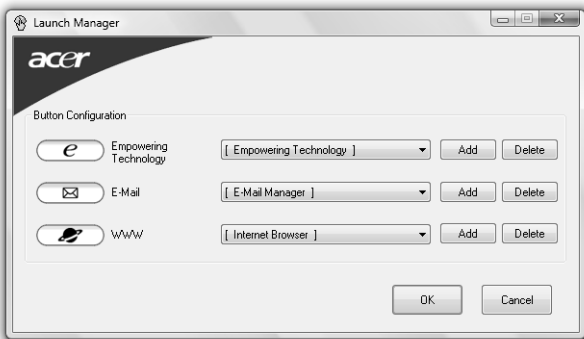 Launch Manager
acer
Button Configuration
e Empowering Technology [ Empowering Technology ] Add Delete
E-Mail [ E-Mail Manager ] Add Delete
WWW [ Internet Browser ] Add Delete
OK Cancel